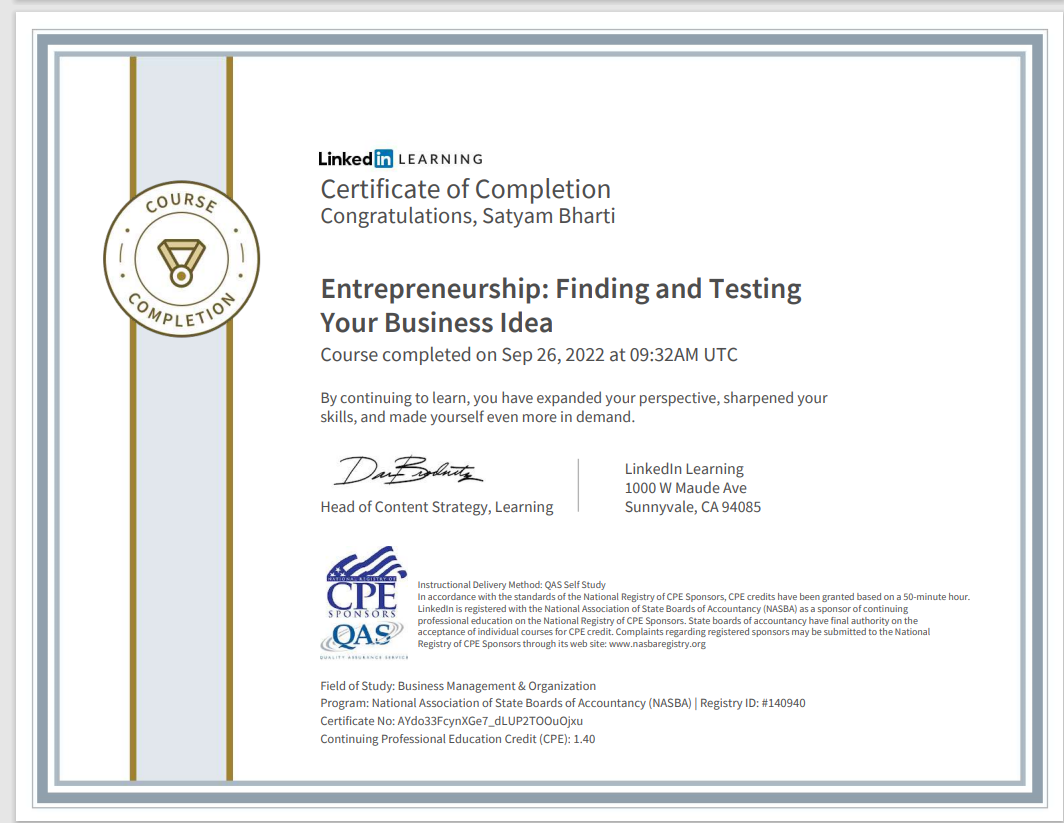 COURSE
COMPLETION
Linked in LEARNING
Certificate of Completion
Congratulations, Satyam Bharti
Entrepreneurship: Finding and Testing
Your Business Idea
Course completed on Sep 26, 2022 at 09:32AM UTC
By continuing to learn, you have expanded your perspective, sharpened your
skills, and made yourself even more in demand.
Head of Content Strategy, Learning
LinkedIn Learning
1000 W Maude Ave
Sunnyvale, CA 94085
NATIONAL REGISTRY OF
CPE
SPONSORS
QAS
QUALITY ASSURANCE SERVICE
Instructional Delivery Method: QAS Self Study
In accordance with the standards of the National Registry of CPE Sponsors, CPE credits have been granted based on a 50-minute hour.
LinkedIn is registered with the National Association of State Boards of Accountancy (NASBA) as a sponsor of continuing
professional education on the National Registry of CPE Sponsors. State boards of accountancy have final authority on the
acceptance of individual courses for CPE credit. Complaints regarding registered sponsors may be submitted to the National
Registry of CPE Sponsors through its web site: www.nasbaregistry.org
Field of Study: Business Management & Organization
Program: National Association of State Boards of Accountancy (NASBA) | Registry ID: #140940
Certificate No: AYdo33FcynXGe7_dLUP2TOOuOjxu
Continuing Professional Education Credit (CPE): 1.40